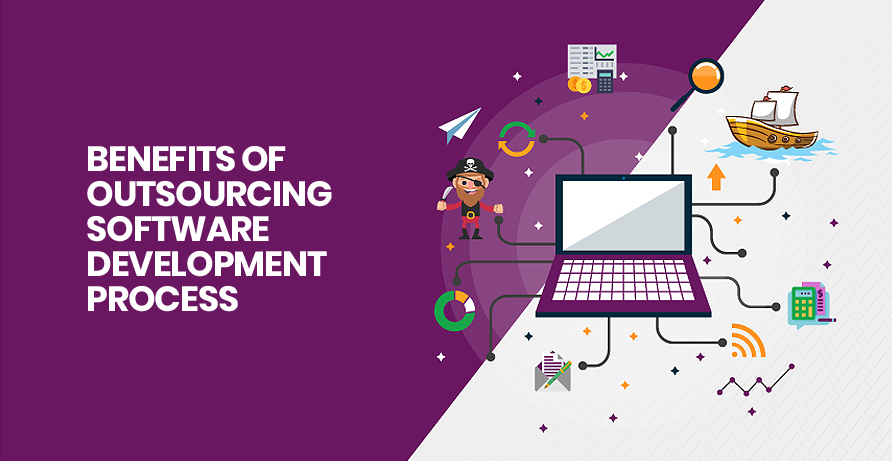 BENEFITS OF
OUTSOURCING
SOFTWARE
DEVELOPMENT
PROCESS